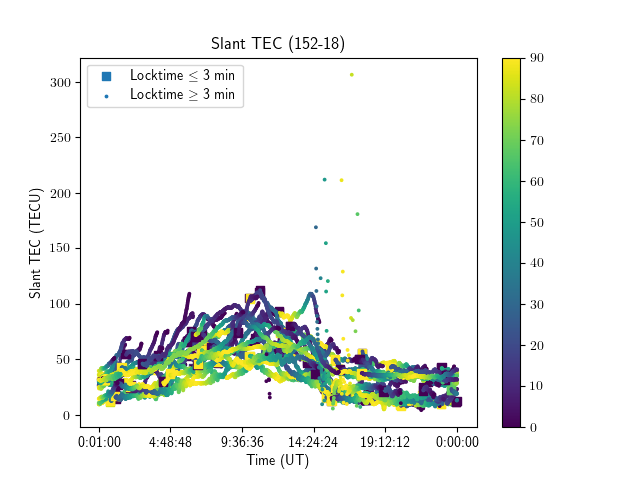 Slant TEC (152-18)
Locktime ≤ 3 min
Locktime ≥ 3 min
Slant TEC (TECU)
300
250
200
150
100
50
0
0:01:00 4:48:48 9:36:36 14:24:24 19:12:12 0:00:00
Time (UT)
90
80
70
60
50
40
30
20
10
0